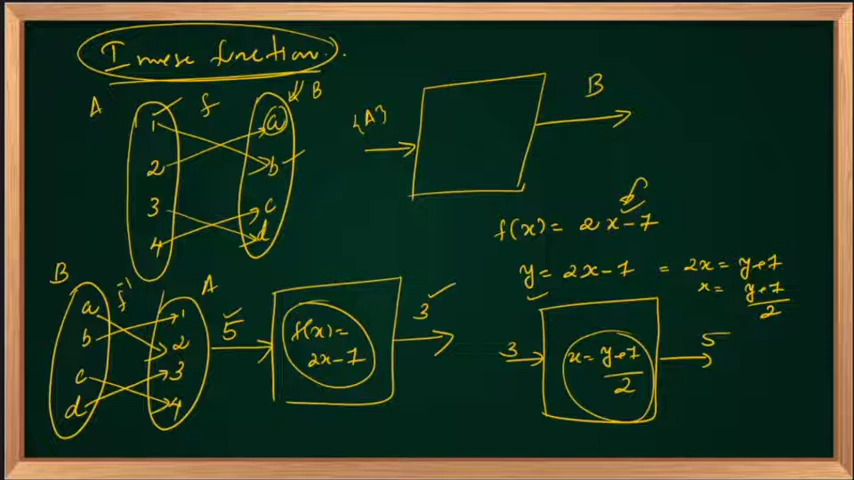 Inverse function.
A f B
1 a
2 b
3 c
4 d
{A} B
f(x) = 2x-7
y = 2x-7 = 2x = y+7
x = y+7/2
B f⁻¹ A
a 1
b 2
c 3
d 4
5 f(x)= 2x-7 3
3 x = y+7/2 5